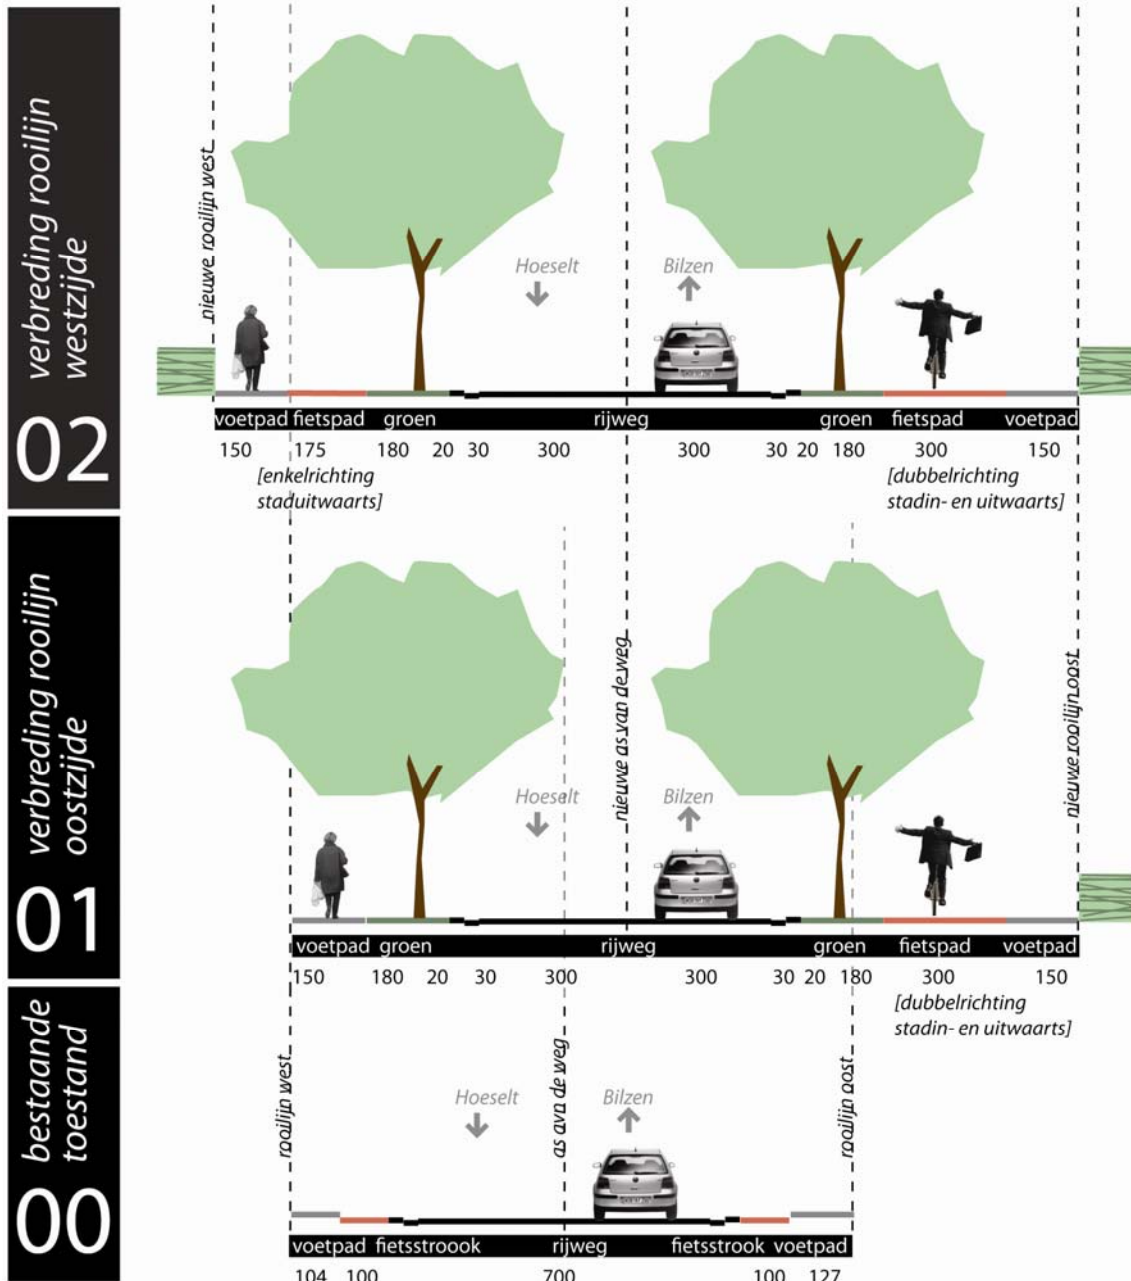 02
verbreding rooilijn
westzijde
nieuwe rooilijn west
Hoeselt
Bilzen
voetpad fietspad groen rijweg groen fietspad voetpad
150 175 180 20 30 300 300 30 20 180 300 150
[enkelrichting
staduitwaarts]
[dubbelrichting
stadin- en uitwaarts]
01
verbreding rooilijn
oostzijde
Hoeselt
nieuwe as van de weg
Bilzen
nieuwe rooilijn oost
voetpad groen rijweg groen fietspad voetpad
150 180 20 30 300 300 30 20 180 300 150
[dubbelrichting
stadin- en uitwaarts]
00
bestaande
toestand
rooilijn west
Hoeselt
as avn de weg
Bilzen
rooilijn oost
voetpad fietsstroook rijweg fietsstrook voetpad
104 100 700 100 127